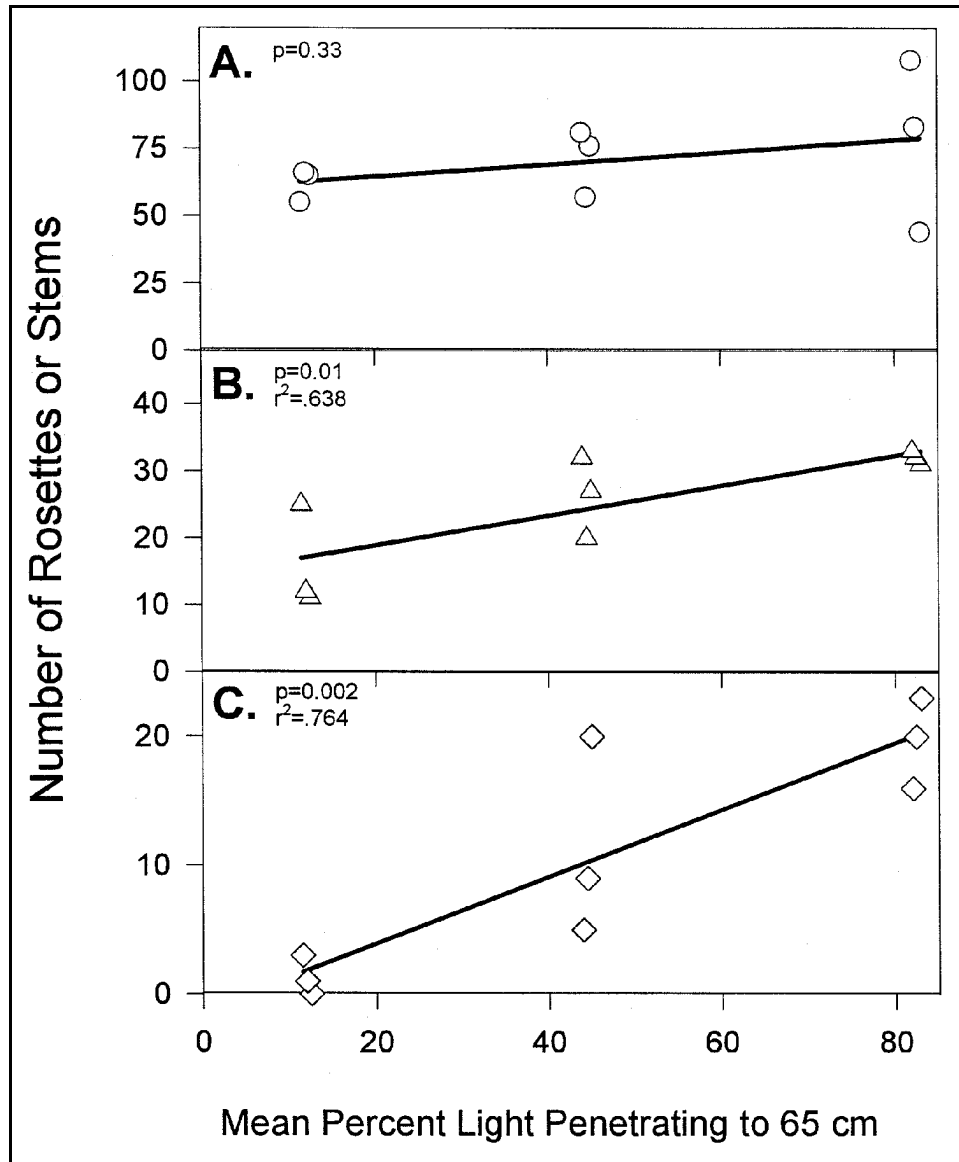 Number of Rosettes or Stems
A. p=0.33
100
75
50
25
0
B. p=0.01
r²=.638
40
30
20
10
0
C. p=0.002
r²=.764
20
10
0
0 20 40 60 80
Mean Percent Light Penetrating to 65 cm